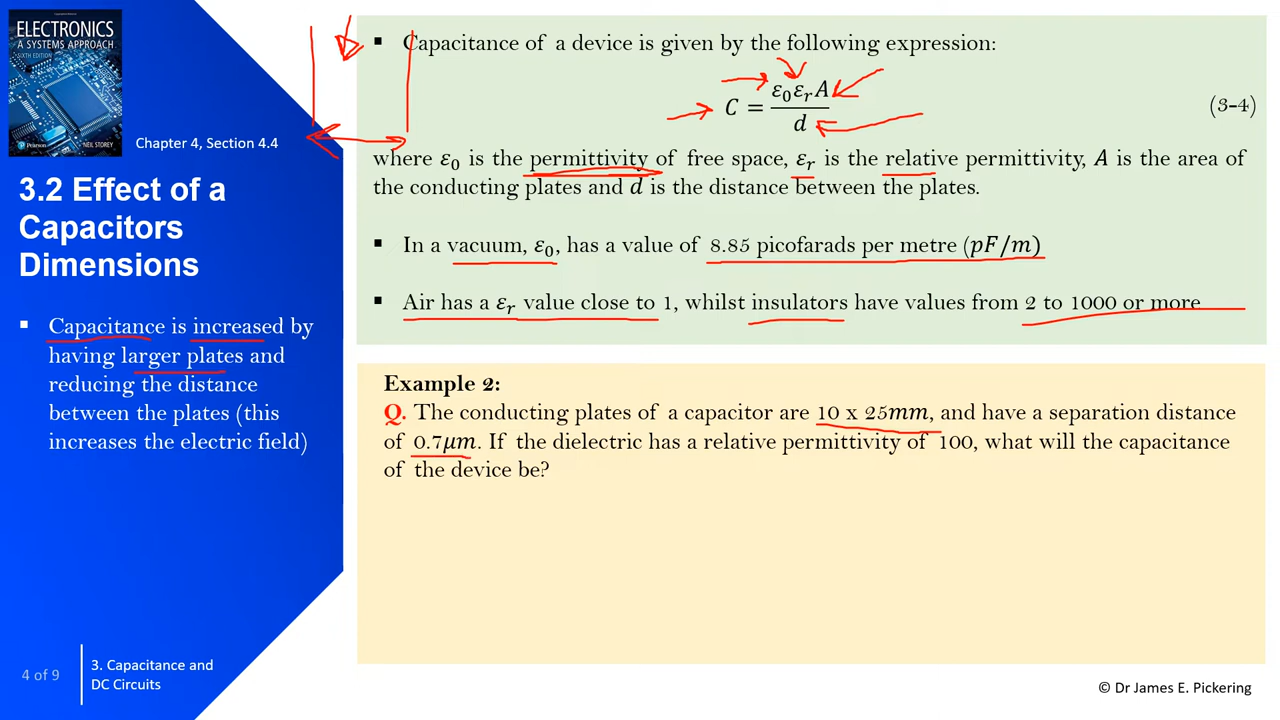 ELECTRONICS
A SYSTEMS APPROACH
SIXTH EDITION
Pearson
NEIL STOREY
Chapter 4, Section 4.4
3.2 Effect of a
Capacitors
Dimensions
▪ Capacitance is increased by
having larger plates and
reducing the distance
between the plates (this
increases the electric field)
4 of 9
3. Capacitance and
DC Circuits
▪ Capacitance of a device is given by the following expression:
C = ε₀εᵣA / d
(3-4)
where ε₀ is the permittivity of free space, εᵣ is the relative permittivity, A is the area of
the conducting plates and d is the distance between the plates.
▪ In a vacuum, ε₀, has a value of 8.85 picofarads per metre (pF/m)
▪ Air has a εᵣ value close to 1, whilst insulators have values from 2 to 1000 or more
Example 2:
Q. The conducting plates of a capacitor are 10 x 25mm, and have a separation distance
of 0.7μm. If the dielectric has a relative permittivity of 100, what will the capacitance
of the device be?
© Dr James E. Pickering